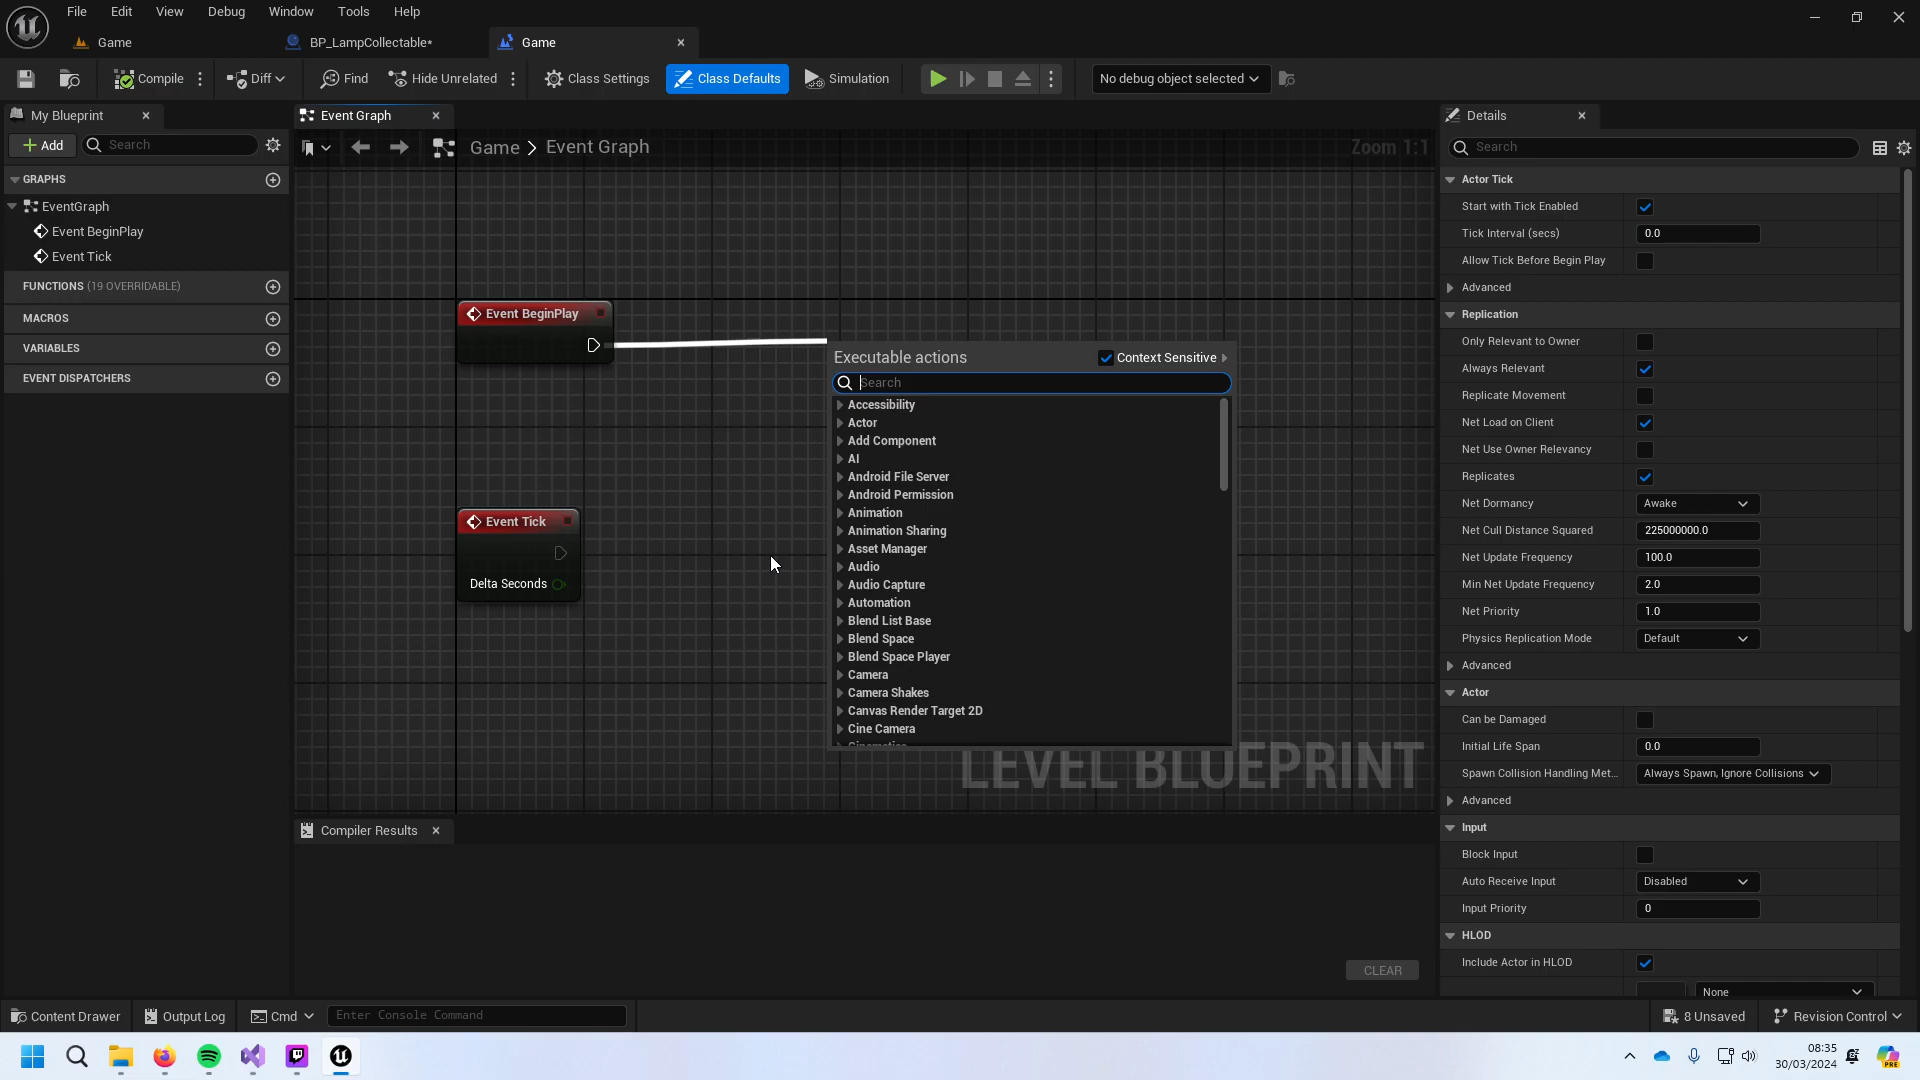 File Edit View Debug Window Tools Help
Game BP_LampCollectable* Game
Compile Diff Find Hide Unrelated Class Settings Class Defaults Simulation No debug object selected
My Blueprint
Add Search
GRAPHS
EventGraph
Event BeginPlay
Event Tick
FUNCTIONS (19 OVERRIDABLE)
MACROS
VARIABLES
EVENT DISPATCHERS
Event Graph
Game > Event Graph Zoom 1:1
Event BeginPlay
Event Tick
Delta Seconds
Executable actions Context Sensitive
Search
Accessibility
Actor
Add Component
AI
Android File Server
Android Permission
Animation
Animation Sharing
Asset Manager
Audio
Audio Capture
Automation
Blend List Base
Blend Space
Blend Space Player
Camera
Camera Shakes
Canvas Render Target 2D
Cine Camera
LEVEL BLUEPRINT
Compiler Results
CLEAR
Details
Search
Actor Tick
Start with Tick Enabled
Tick Interval (secs) 0.0
Allow Tick Before Begin Play
Advanced
Replication
Only Relevant to Owner
Always Relevant
Replicate Movement
Net Load on Client
Net Use Owner Relevancy
Replicates
Net Dormancy Awake
Net Cull Distance Squared 225000000.0
Net Update Frequency 100.0
Min Net Update Frequency 2.0
Net Priority 1.0
Physics Replication Mode Default
Advanced
Actor
Can be Damaged
Initial Life Span 0.0
Spawn Collision Handling Met... Always Spawn, Ignore Collisions
Advanced
Input
Block Input
Auto Receive Input Disabled
Input Priority 0
HLOD
Include Actor in HLOD
None
Content Drawer Output Log Cmd Enter Console Command 8 Unsaved Revision Control
08:35
30/03/2024
PRE